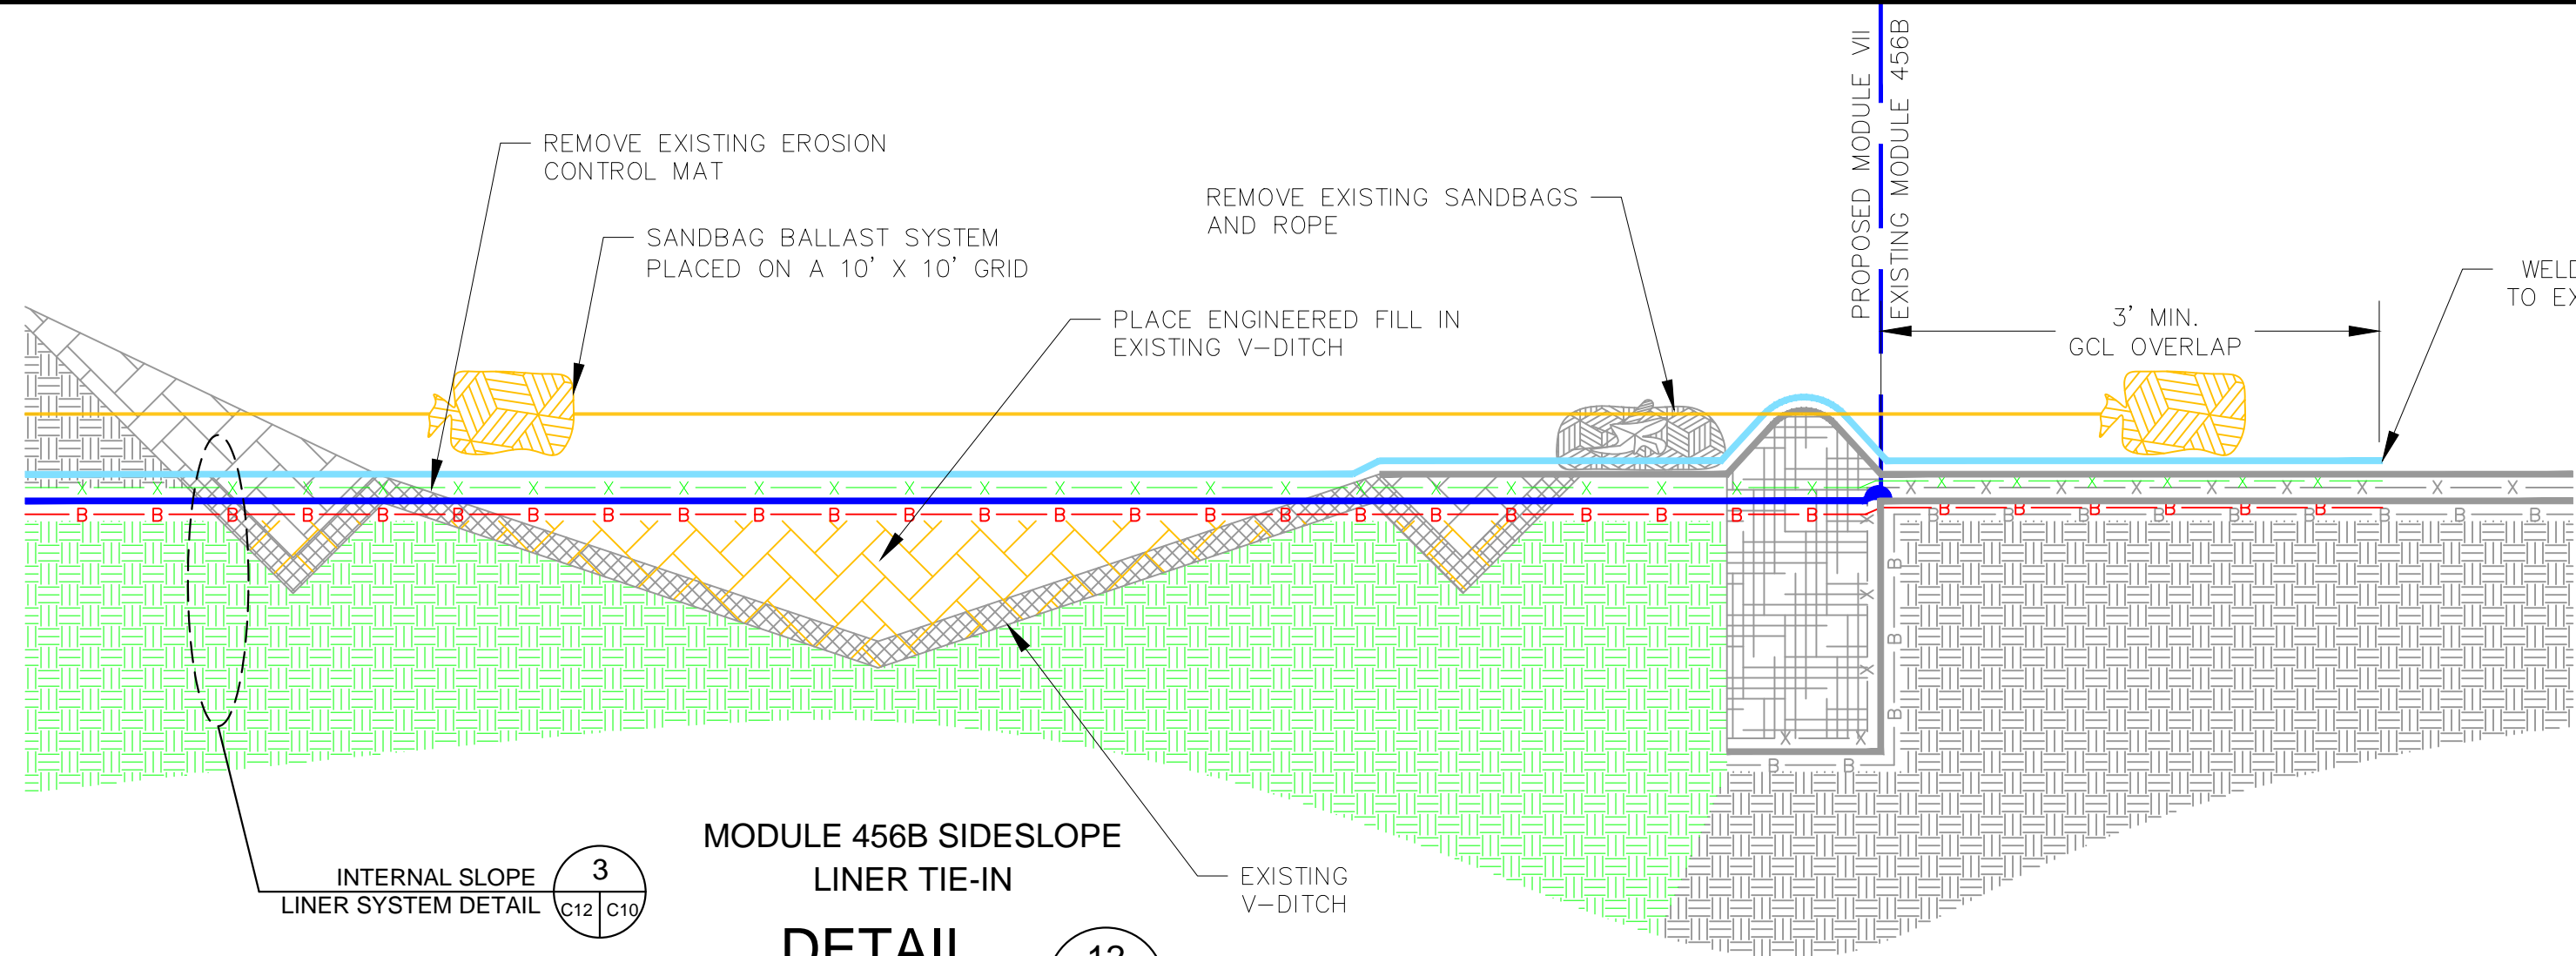 REMOVE EXISTING EROSION
CONTROL MAT
SANDBAG BALLAST SYSTEM
PLACED ON A 10' X 10' GRID
PLACE ENGINEERED FILL IN
EXISTING V-DITCH
REMOVE EXISTING SANDBAGS
AND ROPE
PROPOSED MODULE VII
EXISTING MODULE 456B
3' MIN.
GCL OVERLAP
WELD
TO EX
INTERNAL SLOPE
LINER SYSTEM DETAIL
3
C12 C10
MODULE 456B SIDESLOPE
LINER TIE-IN
EXISTING
V-DITCH
DETAIL